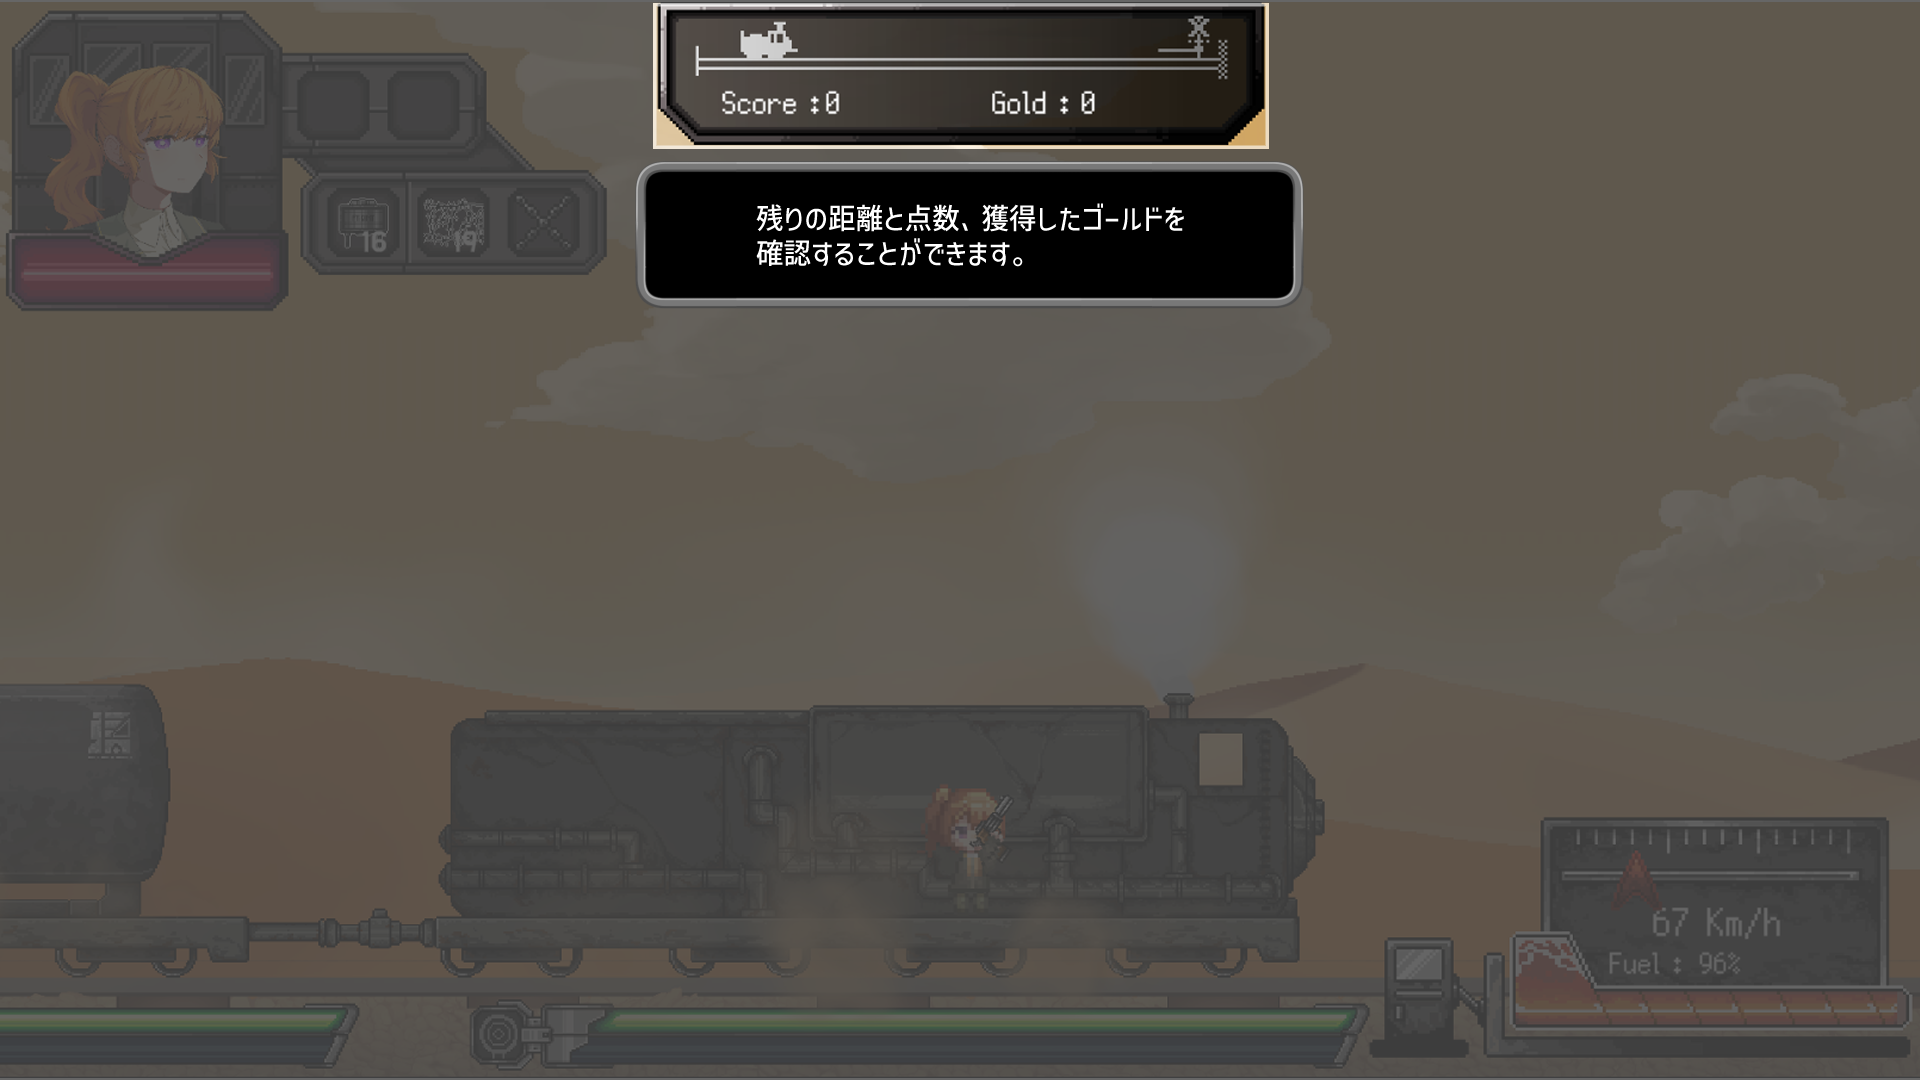 Score :0
Gold : 0
残りの距離と点数、獲得したゴールドを
確認することができます。
16
19
67 Km/h
Fuel : 96%